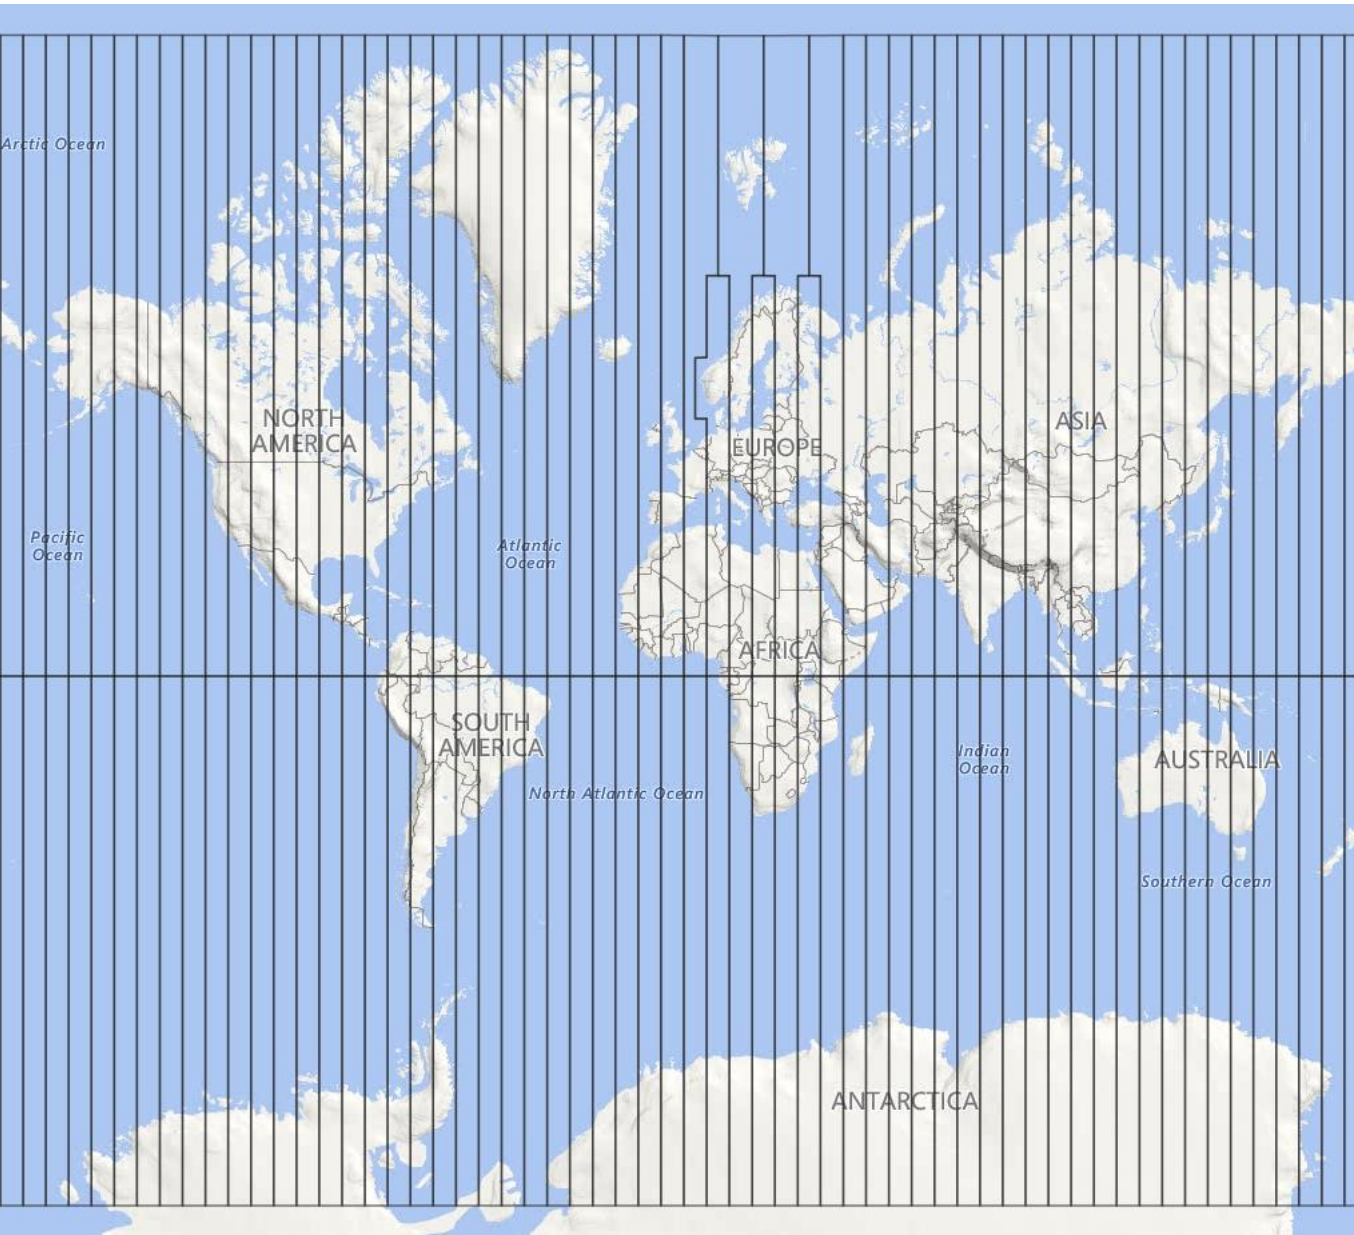 Arctic Ocean
NORTH
AMERICA
EUROPE
ASIA
Pacific
Ocean
Atlantic
Ocean
AFRICA
SOUTH
AMERICA
Indian
Ocean
AUSTRALIA
North Atlantic Ocean
Southern Ocean
ANTARCTICA